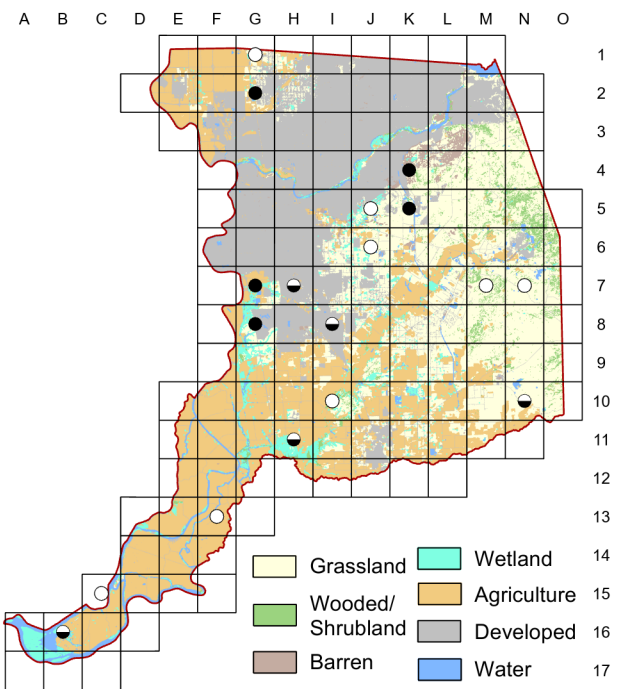 A B C D E F G H I J K L M N O
1
2
3
4
5
6
7
8
9
10
11
12
13
Grassland Wetland 14
Wooded/ Agriculture 15
Shrubland Developed 16
Barren Water 17